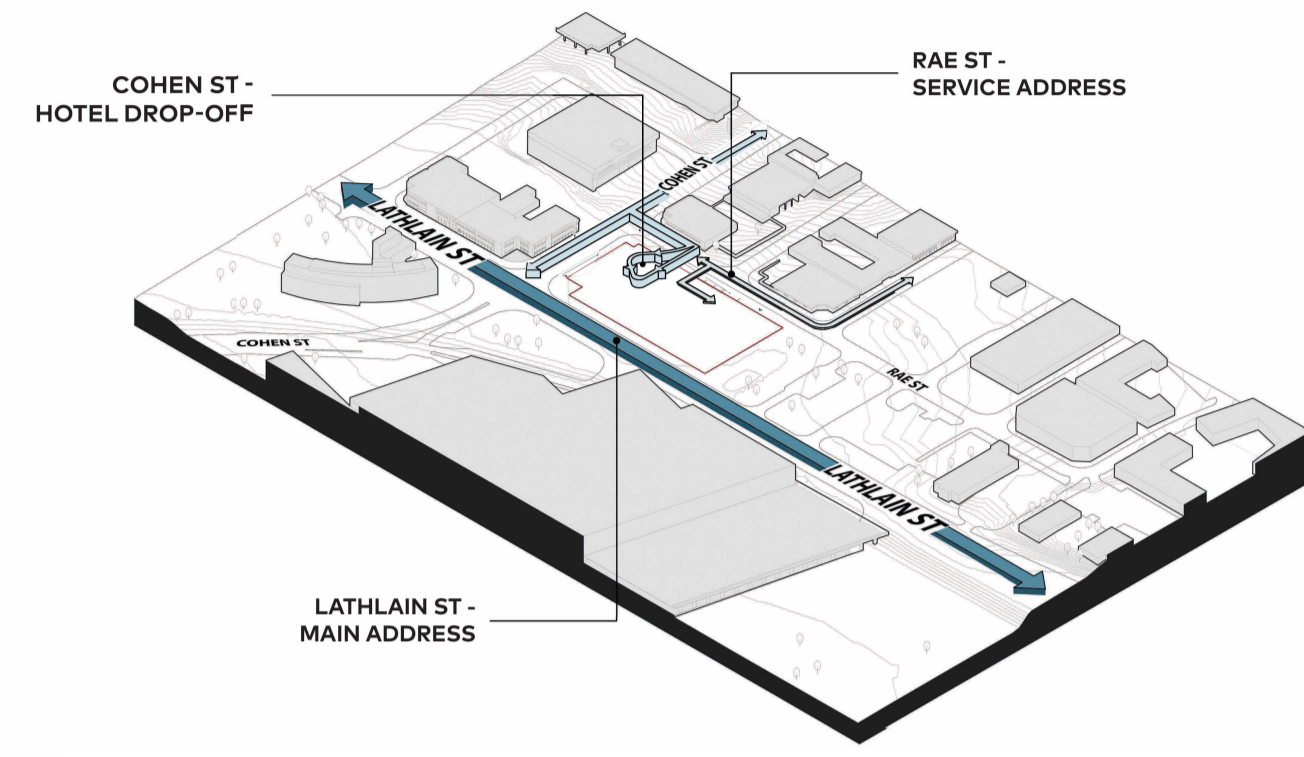 COHEN ST -
HOTEL DROP-OFF
RAE ST -
SERVICE ADDRESS
COHEN ST
LATHLAIN ST
COHEN ST
RAE ST
LATHLAIN ST
LATHLAIN ST -
MAIN ADDRESS